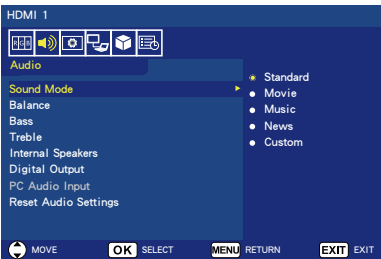 HDMI 1
RGB
Audio
Sound Mode
Balance
Bass
Treble
Internal Speakers
Digital Output
PC Audio Input
Reset Audio Settings
Standard
Movie
Music
News
Custom
MOVE OK SELECT MENU RETURN EXIT EXIT